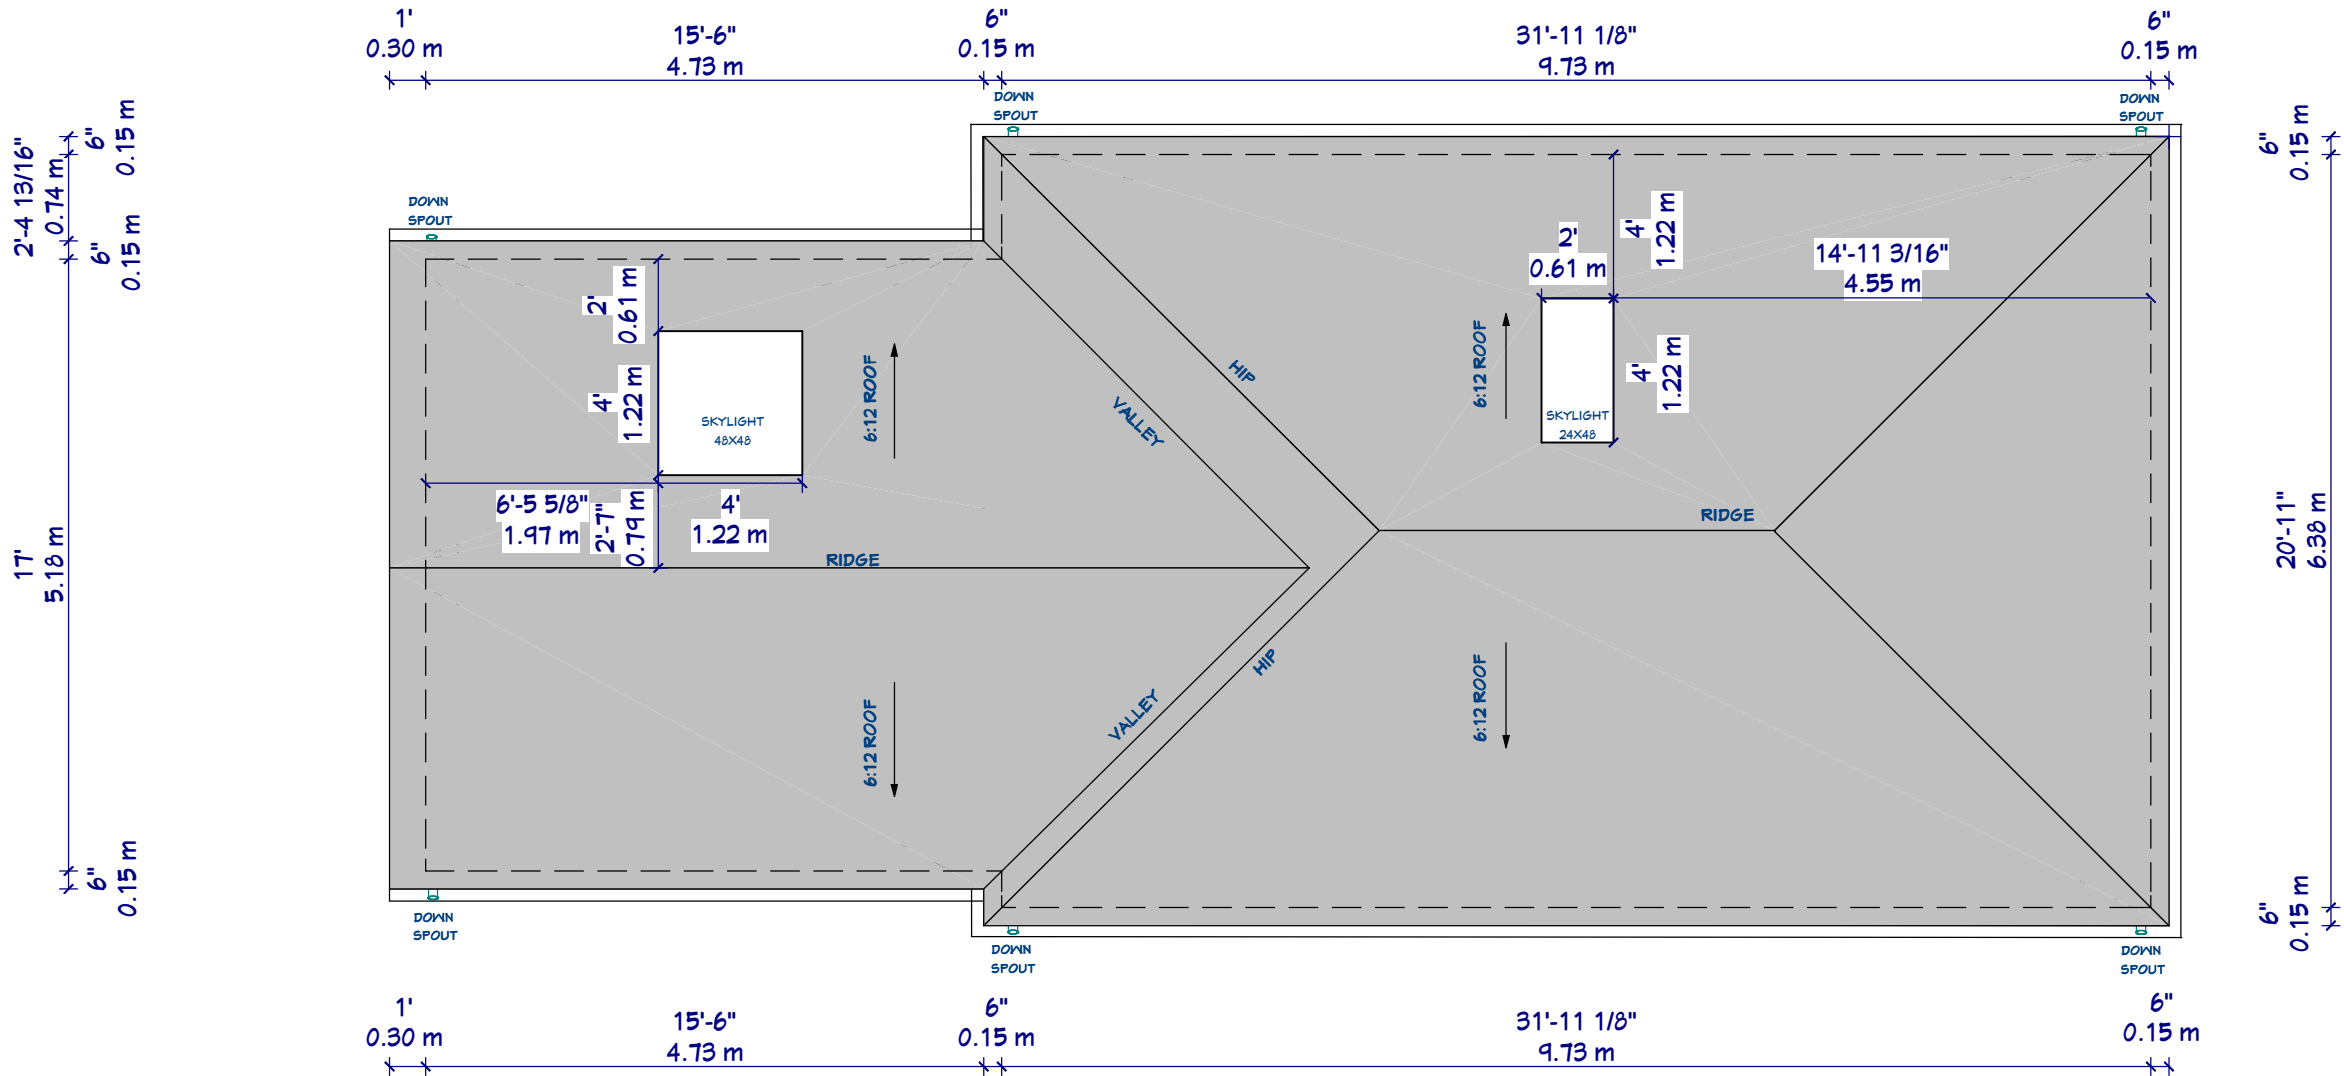 1'
0.30 m
15'-6"
4.73 m
6"
0.15 m
31'-11 1/8"
9.73 m
6"
0.15 m
DOWN
SPOUT
DOWN
SPOUT
2'-4 13/16"
0.74 m
6"
0.15 m
6"
0.15 m
6"
0.15 m
DOWN
SPOUT
2'
0.61 m
4'
1.22 m
14'-11 3/16"
4.55 m
2'
0.61 m
6:12 ROOF
HIP
6:12 ROOF
4'
1.22 m
4'
1.22 m
SKYLIGHT
48X48
VALLEY
SKYLIGHT
24X48
6'-5 5/8"
1.97 m
2'-7"
0.79 m
4'
1.22 m
RIDGE
RIDGE
17'
5.18 m
20'-11"
6.38 m
6:12 ROOF
VALLEY
HIP
6:12 ROOF
6"
0.15 m
6"
0.15 m
DOWN
SPOUT
DOWN
SPOUT
DOWN
SPOUT
1'
0.30 m
15'-6"
4.73 m
6"
0.15 m
31'-11 1/8"
9.73 m
6"
0.15 m